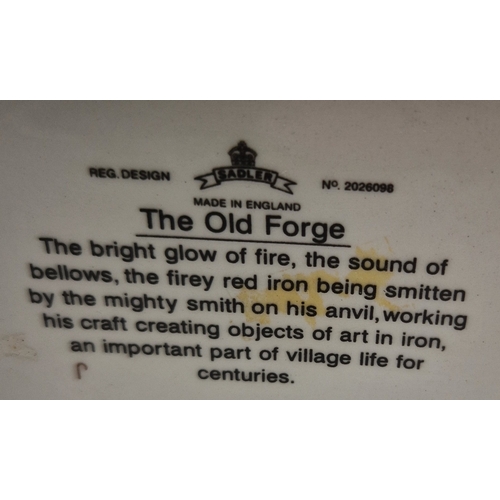 REG. DESIGN SADLER Nº. 2026098
MADE IN ENGLAND
The Old Forge
The bright glow of fire, the sound of
bellows, the firey red iron being smitten
by the mighty smith on his anvil, working
his craft creating objects of art in iron,
an important part of village life for
centuries.